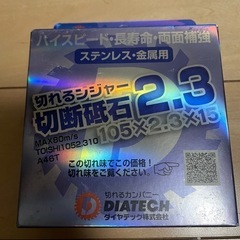 ハイスピード・長寿命・両面補強
ステンレス・金属用
切れるンジャー
切断砥石2.3
105×2.3×15
MAX80m/s
TOISHI1052.310
A46T
この切れ味でこの価格!
切れ味をご覧ください。
切れるカンパニー
DIATECH
ダイヤテック株式会社